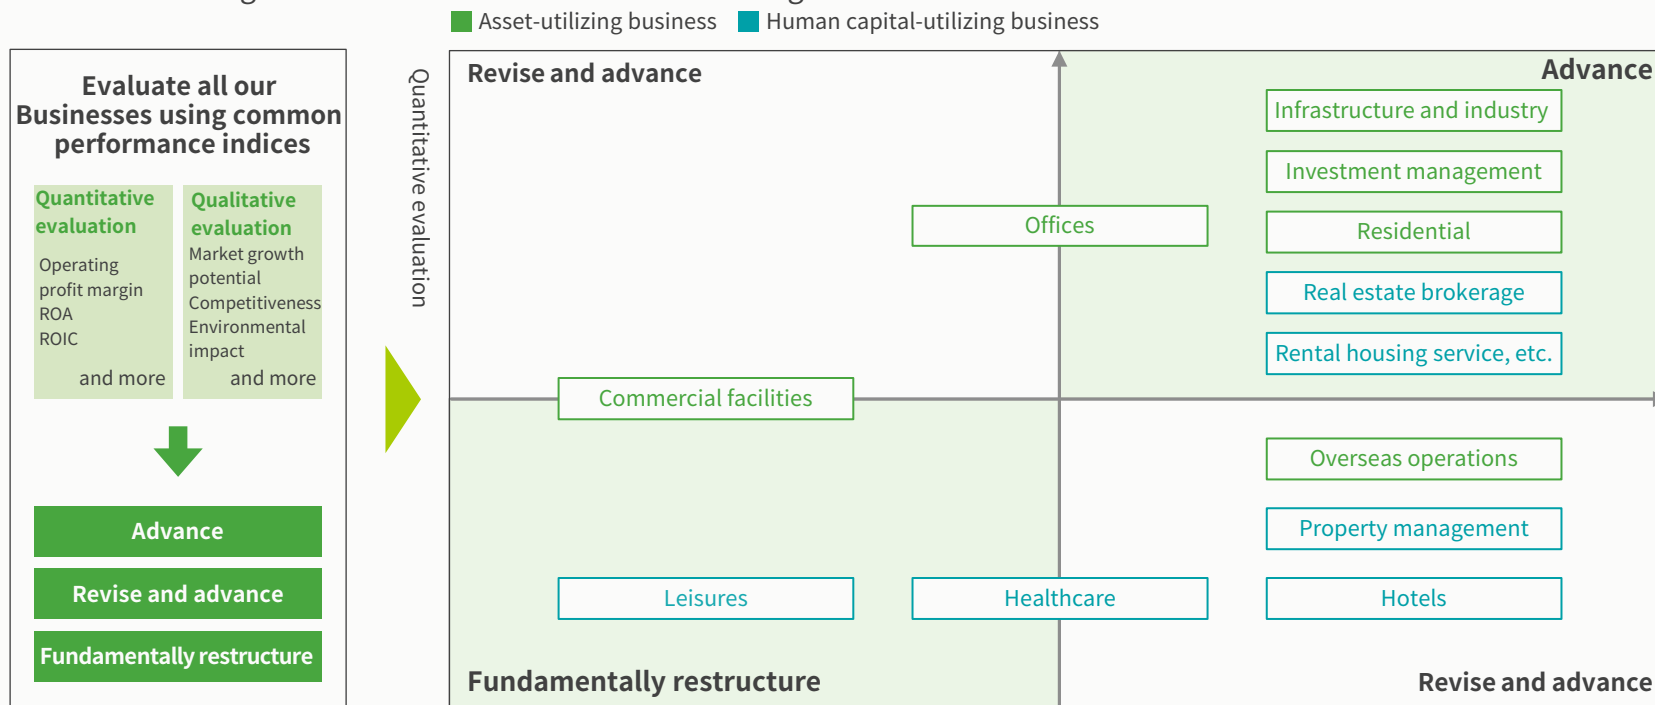 Asset-utilizing business
Human capital-utilizing business
Evaluate all our
Businesses using common
performance indices
Quantitative
evaluation
Operating
profit margin
ROA
ROIC
and more
Qualitative
evaluation
Market growth
potential
Competitiveness
Environmental
impact
and more
Advance
Revise and advance
Fundamentally restructure
Quantitative evaluation
Revise and advance
Advance
Infrastructure and industry
Investment management
Offices
Residential
Real estate brokerage
Rental housing service, etc.
Commercial facilities
Overseas operations
Property management
Leisures
Healthcare
Hotels
Fundamentally restructure
Revise and advance